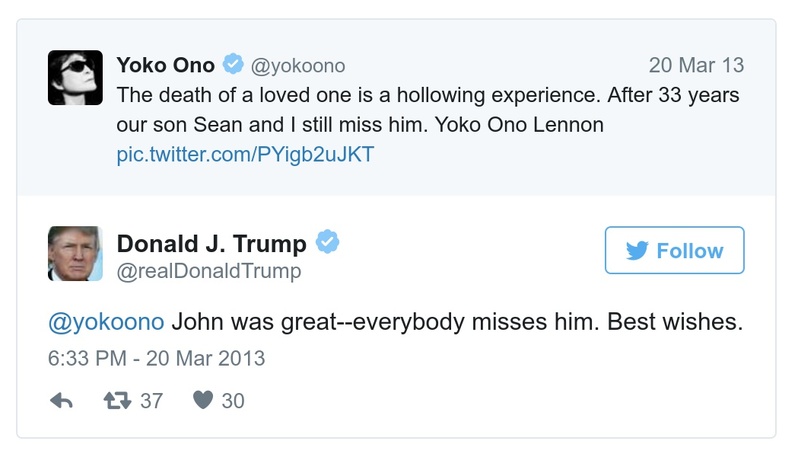 Yoko Ono @yokoono 20 Mar 13
The death of a loved one is a hollowing experience. After 33 years
our son Sean and I still miss him. Yoko Ono Lennon
pic.twitter.com/PYigb2uJKT
Donald J. Trump
@realDonaldTrump
Follow
@yokoono John was great--everybody misses him. Best wishes.
6:33 PM - 20 Mar 2013
37 30